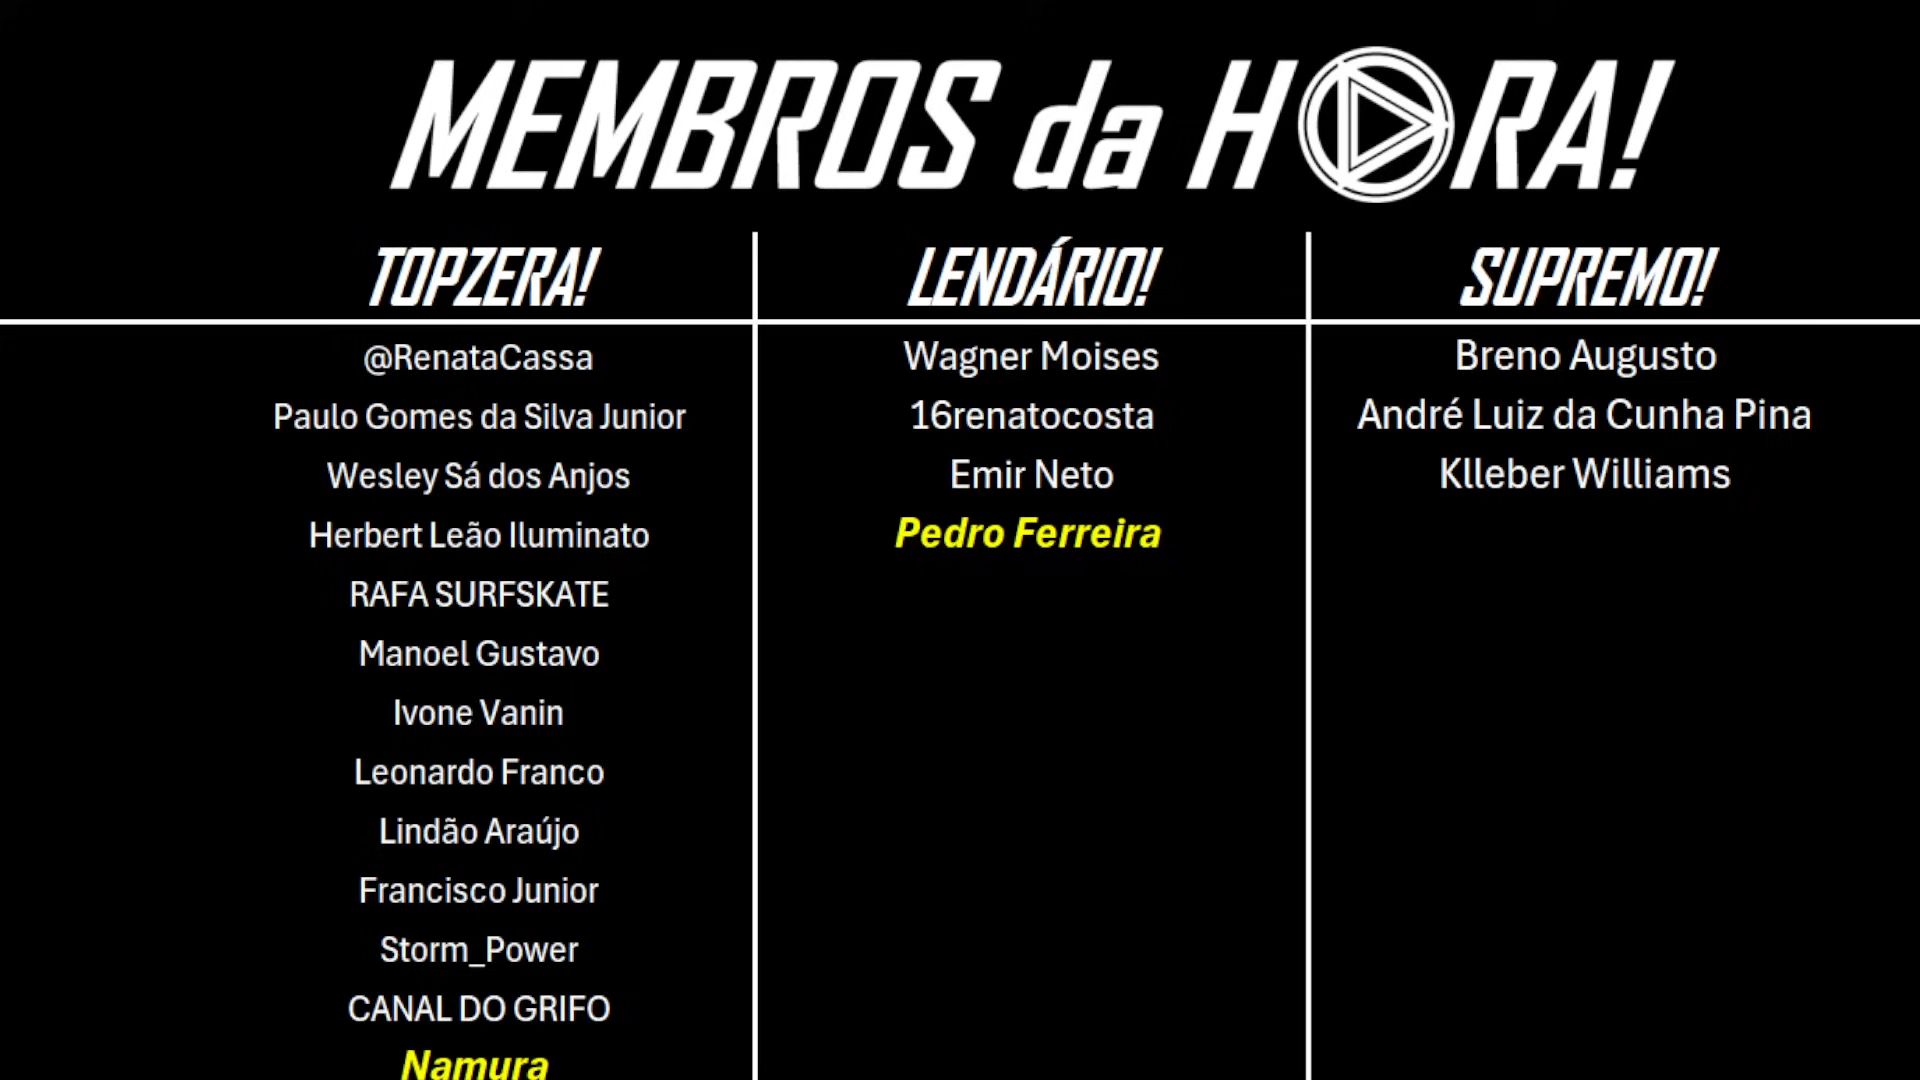 MEMBROS da HORA!
TOPZERA!
@RenataCassa
Paulo Gomes da Silva Junior
Wesley Sá dos Anjos
Herbert Leão Iluminato
RAFA SURFSKATE
Manoel Gustavo
Ivone Vanin
Leonardo Franco
Lindão Araújo
Francisco Junior
Storm_Power
CANAL DO GRIFO
Namura
LENDÁRIO!
Wagner Moises
16renatocosta
Emir Neto
Pedro Ferreira
SUPREMO!
Breno Augusto
André Luiz da Cunha Pina
Klleber Williams